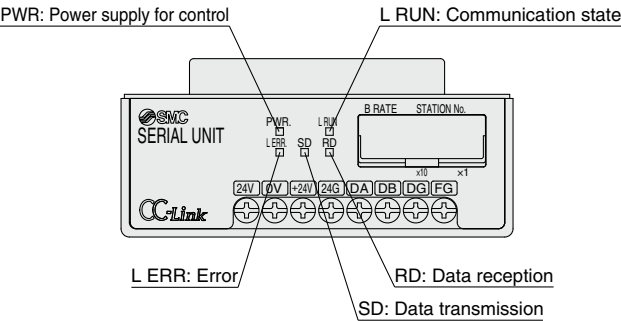 PWR: Power supply for control
L RUN: Communication state
SMC
SERIAL UNIT
PWR.
L RUN
L ERR.
SD
RD
B RATE
STATION No.
x10
x1
24V 0V +24V 24G DA DB DG FG
CC-Link
L ERR: Error
RD: Data reception
SD: Data transmission